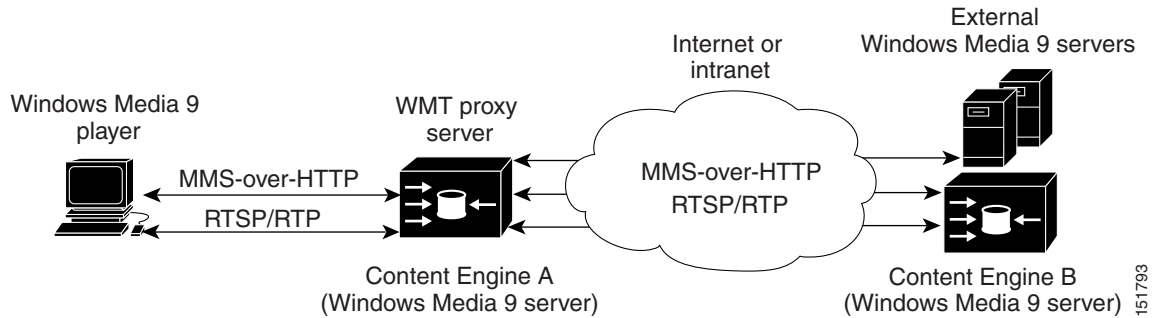 External
Windows Media 9 servers
Internet or
intranet
Windows Media 9
player
WMT proxy
server
MMS-over-HTTP
RTSP/RTP
MMS-over-HTTP
RTSP/RTP
Content Engine A
(Windows Media 9 server)
Content Engine B
(Windows Media 9 server)
151793